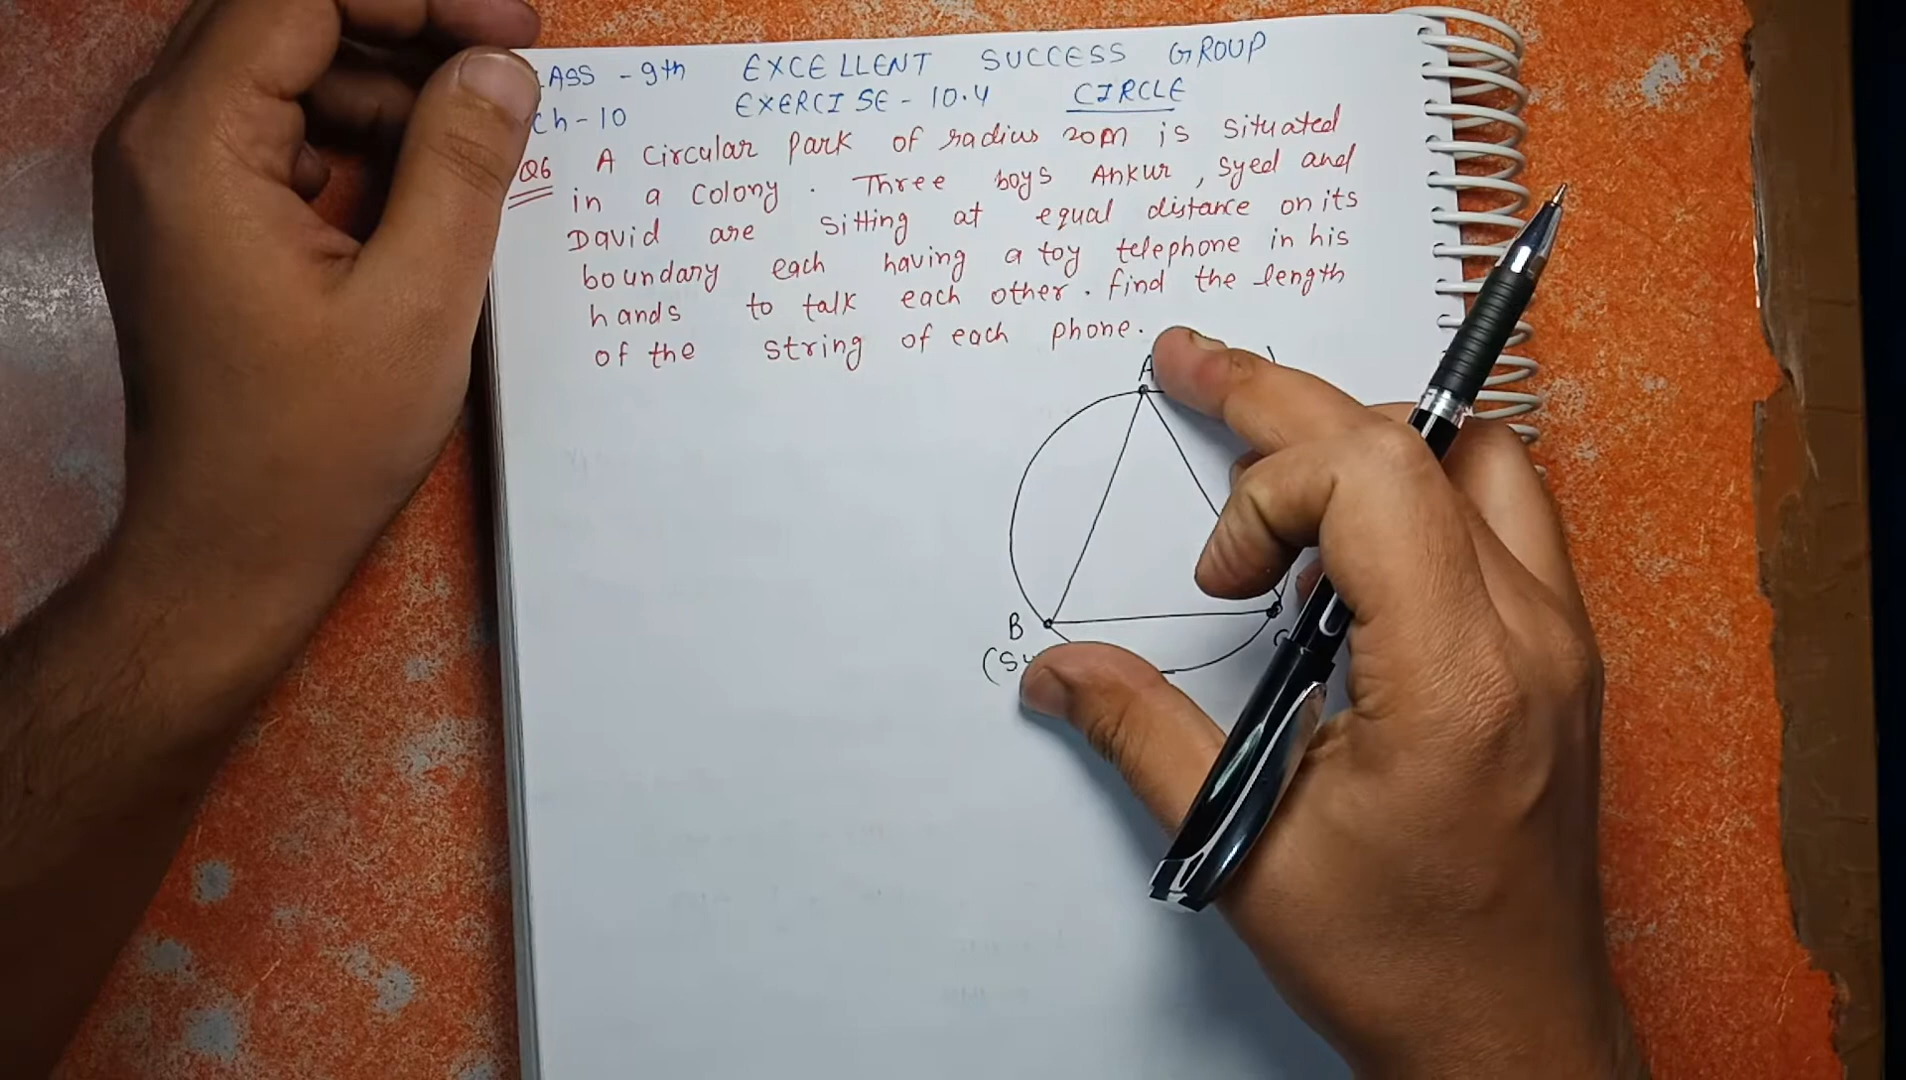 LASS - 9th EXCELLENT SUCCESS GROUP
Ch - 10 EXERCISE - 10.4 CIRCLE
Q6 A Circular Park of radius 20m is situated
in a Colony . Three boys Ankur , Syed and
David are sitting at equal distance on its
boundary each having a toy telephone in his
hands to talk each other . find the length
of the string of each phone .
A
B
(Sy
C